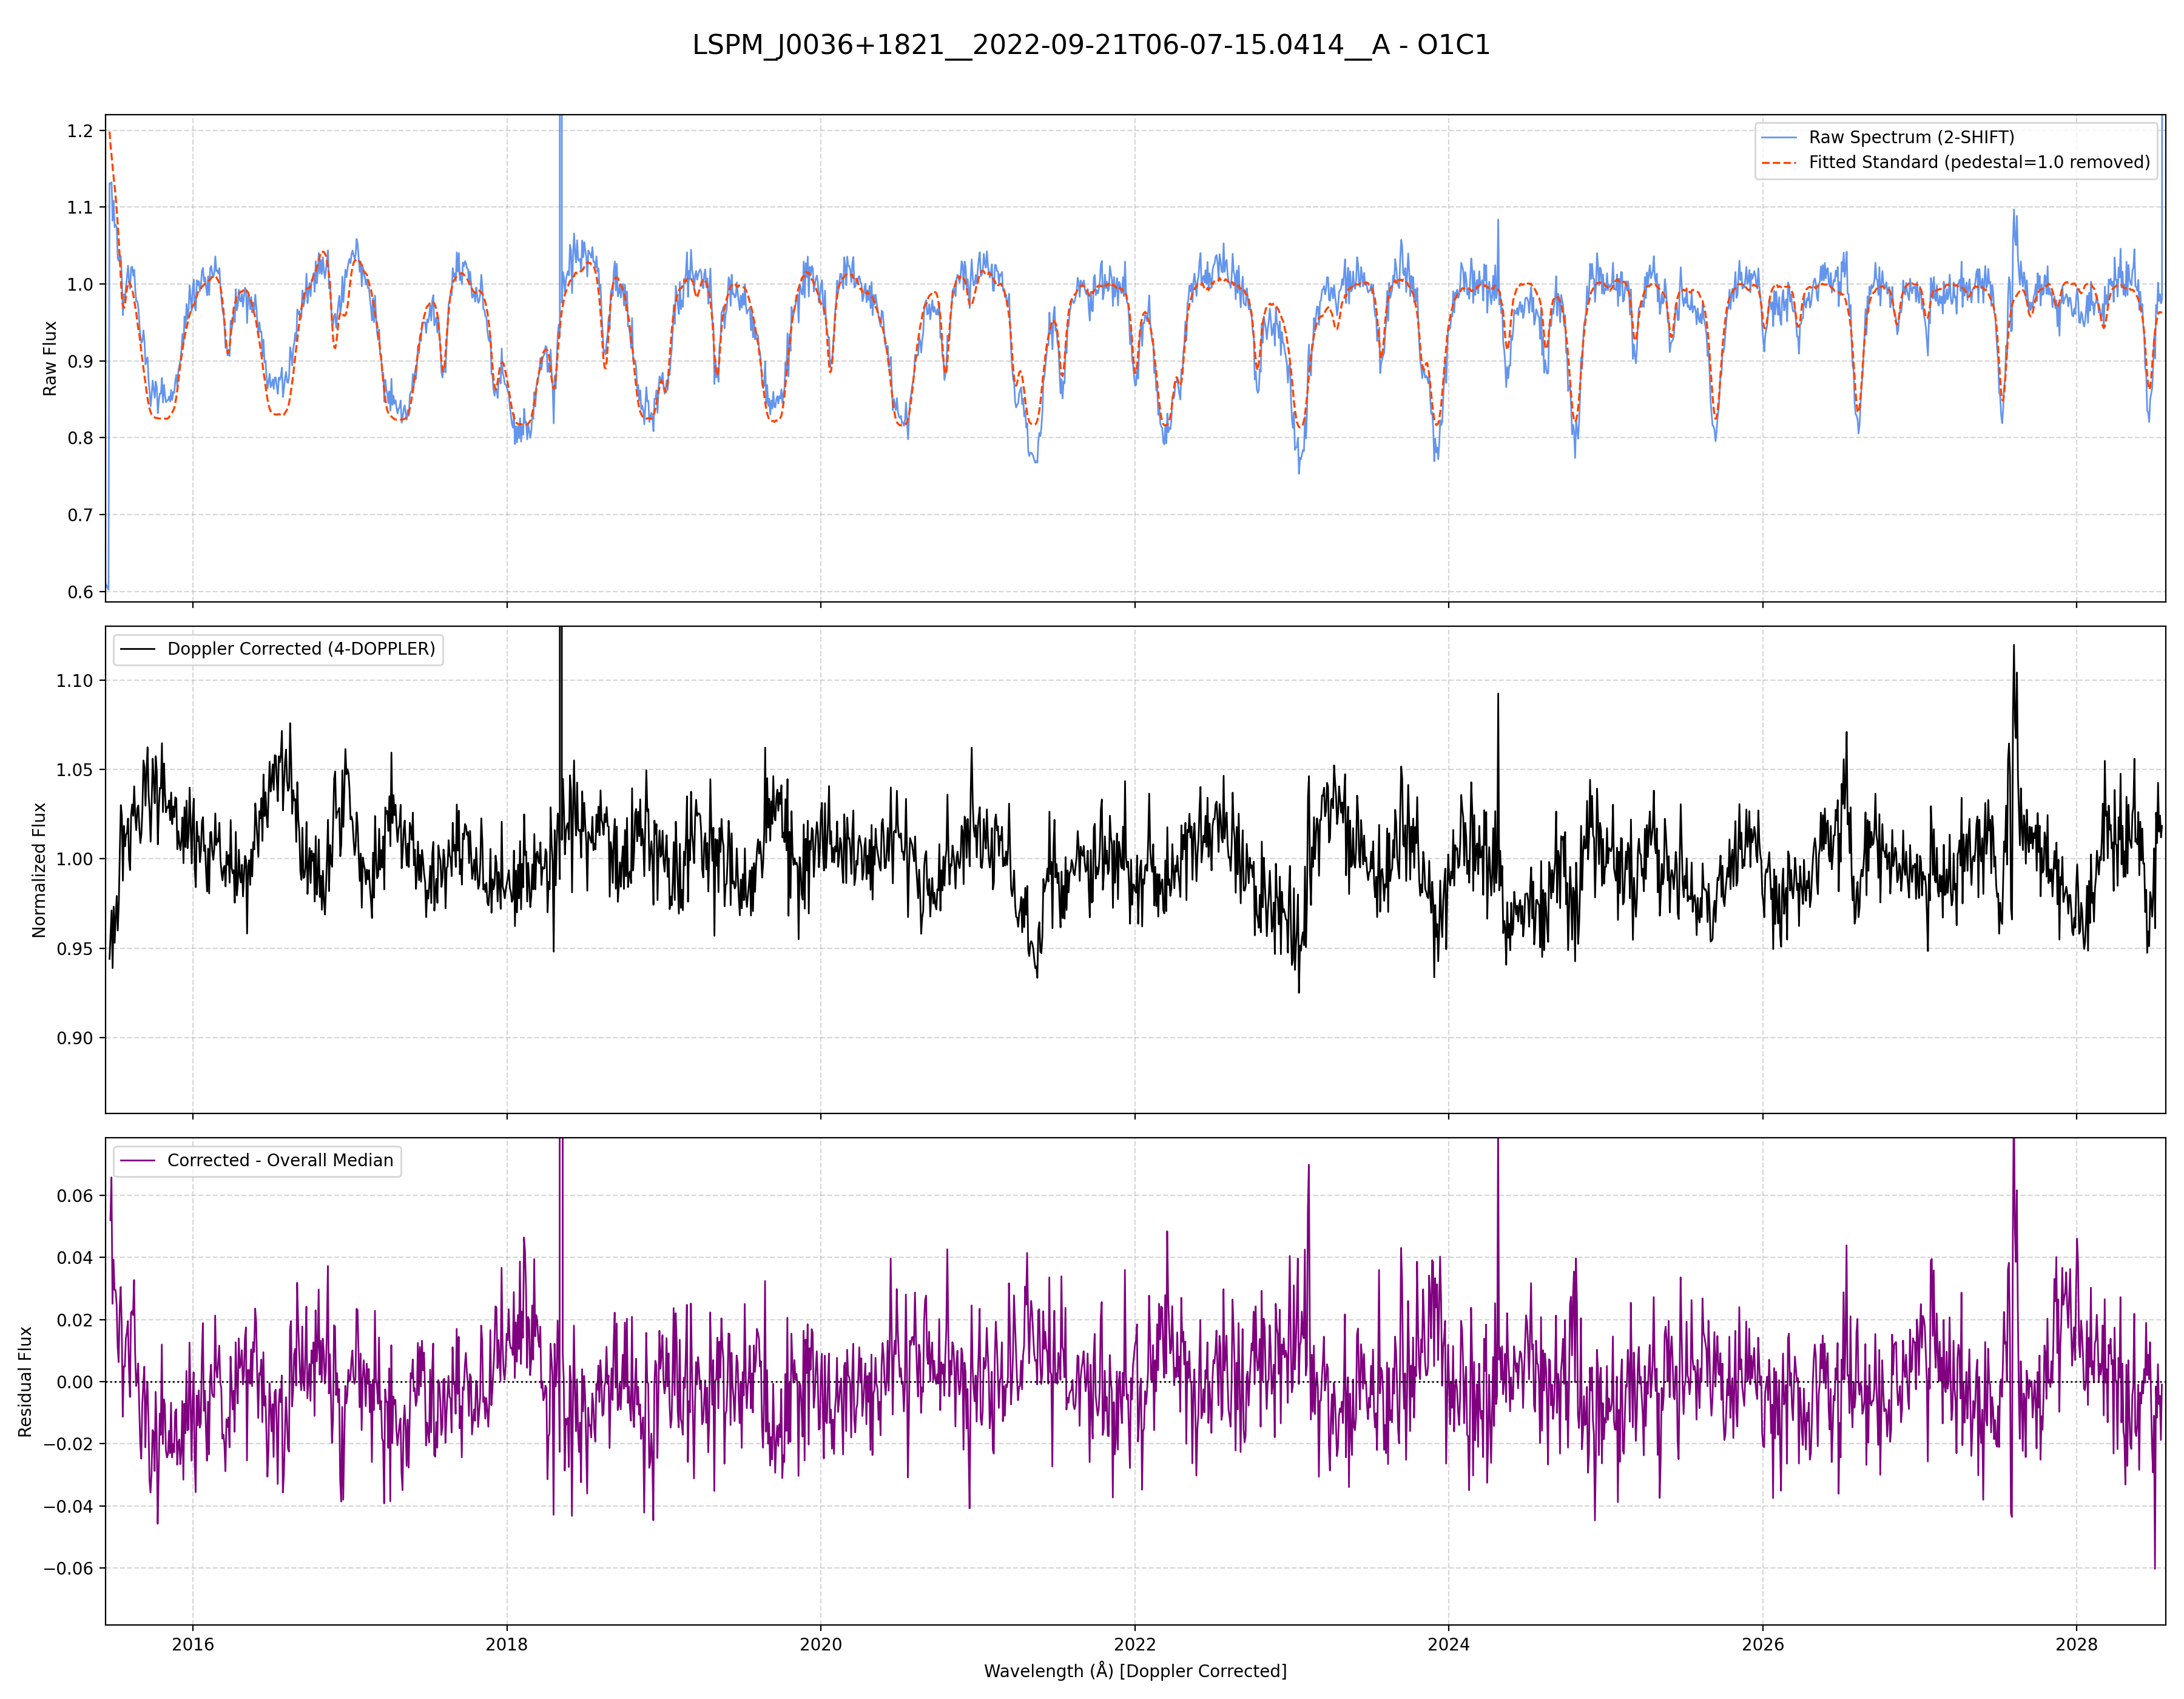 LSPM_J0036+1821__2022-09-21T06-07-15.0414__A - O1C1
Raw Flux
1.2
1.1
1.0
0.9
0.8
0.7
0.6
Raw Spectrum (2-SHIFT)
Fitted Standard (pedestal=1.0 removed)
Normalized Flux
1.10
1.05
1.00
0.95
0.90
Doppler Corrected (4-DOPPLER)
Residual Flux
0.06
0.04
0.02
0.00
−0.02
−0.04
−0.06
Corrected - Overall Median
2016 2018 2020 2022 2024 2026 2028
Wavelength (Å) [Doppler Corrected]